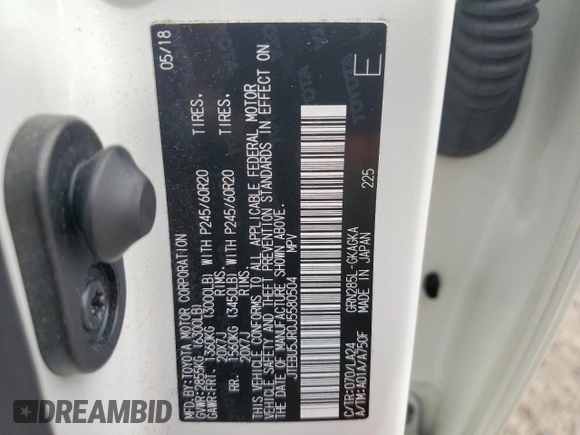 MFD.BY:TOYOTA MOTOR CORPORATION 05/18
GVWR:2855KG (6300LB)
GAWR:FRT. 1360KG (3000LB) WITH P245/60R20 TIRES,
20X7J RIMS,
RR. 1560KG (3450LB) WITH P245/60R20 TIRES,
20X7J RIMS,
THIS VEHICLE CONFORMS TO ALL APPLICABLE FEDERAL MOTOR
VEHICLE SAFETY AND THEFT PREVENTION STANDARDS IN EFFECT ON
THE DATE OF MANUFACTURE SHOWN ABOVE.
JTEBU5JR0J5580504 MPV
E
C/TR:070/LA24 GRN285L-GKAGKA 225
A/TM:A01A/A750F MADE IN JAPAN
TOYOTA
DREAMBID